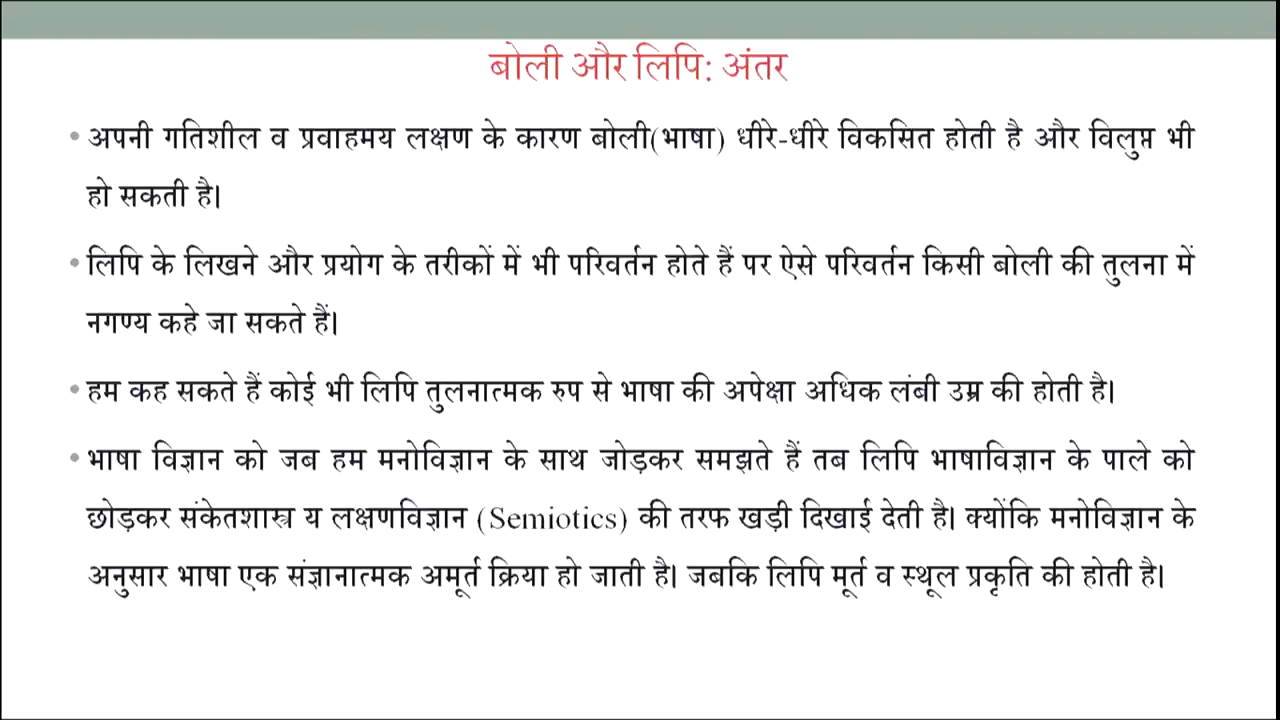 बोली और लिपि: अंतर
• अपनी गतिशील व प्रवाहमय लक्षण के कारण बोली(भाषा) धीरे-धीरे विकसित होती है और विलुप्त भी
हो सकती है।
• लिपि के लिखने और प्रयोग के तरीकों में भी परिवर्तन होते हैं पर ऐसे परिवर्तन किसी बोली की तुलना में
नगण्य कहे जा सकते हैं।
• हम कह सकते हैं कोई भी लिपि तुलनात्मक रुप से भाषा की अपेक्षा अधिक लंबी उम्र की होती है।
• भाषा विज्ञान को जब हम मनोविज्ञान के साथ जोड़कर समझते हैं तब लिपि भाषाविज्ञान के पाले को
छोड़कर संकेतशास्त्र य लक्षणविज्ञान (Semiotics) की तरफ खड़ी दिखाई देती है। क्योंकि मनोविज्ञान के
अनुसार भाषा एक संज्ञानात्मक अमूर्त क्रिया हो जाती है। जबकि लिपि मूर्त व स्थूल प्रकृति की होती है।